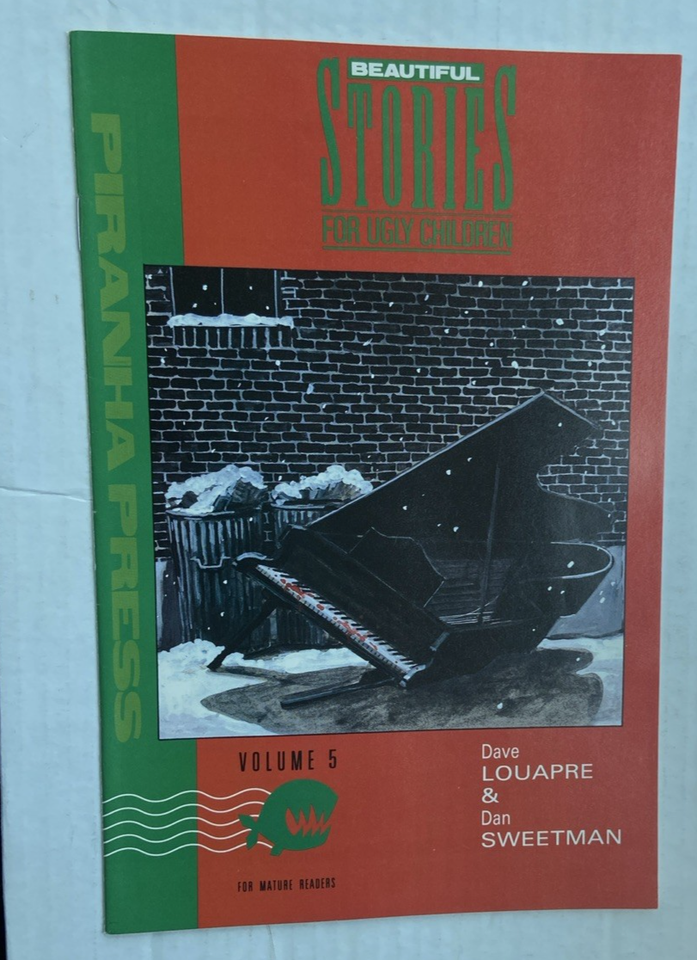 BEAUTIFUL
STORIES
FOR UGLY CHILDREN
PIRANHA PRESS
VOLUME 5
FOR MATURE READERS
Dave
LOUAPRE
&
Dan
SWEETMAN